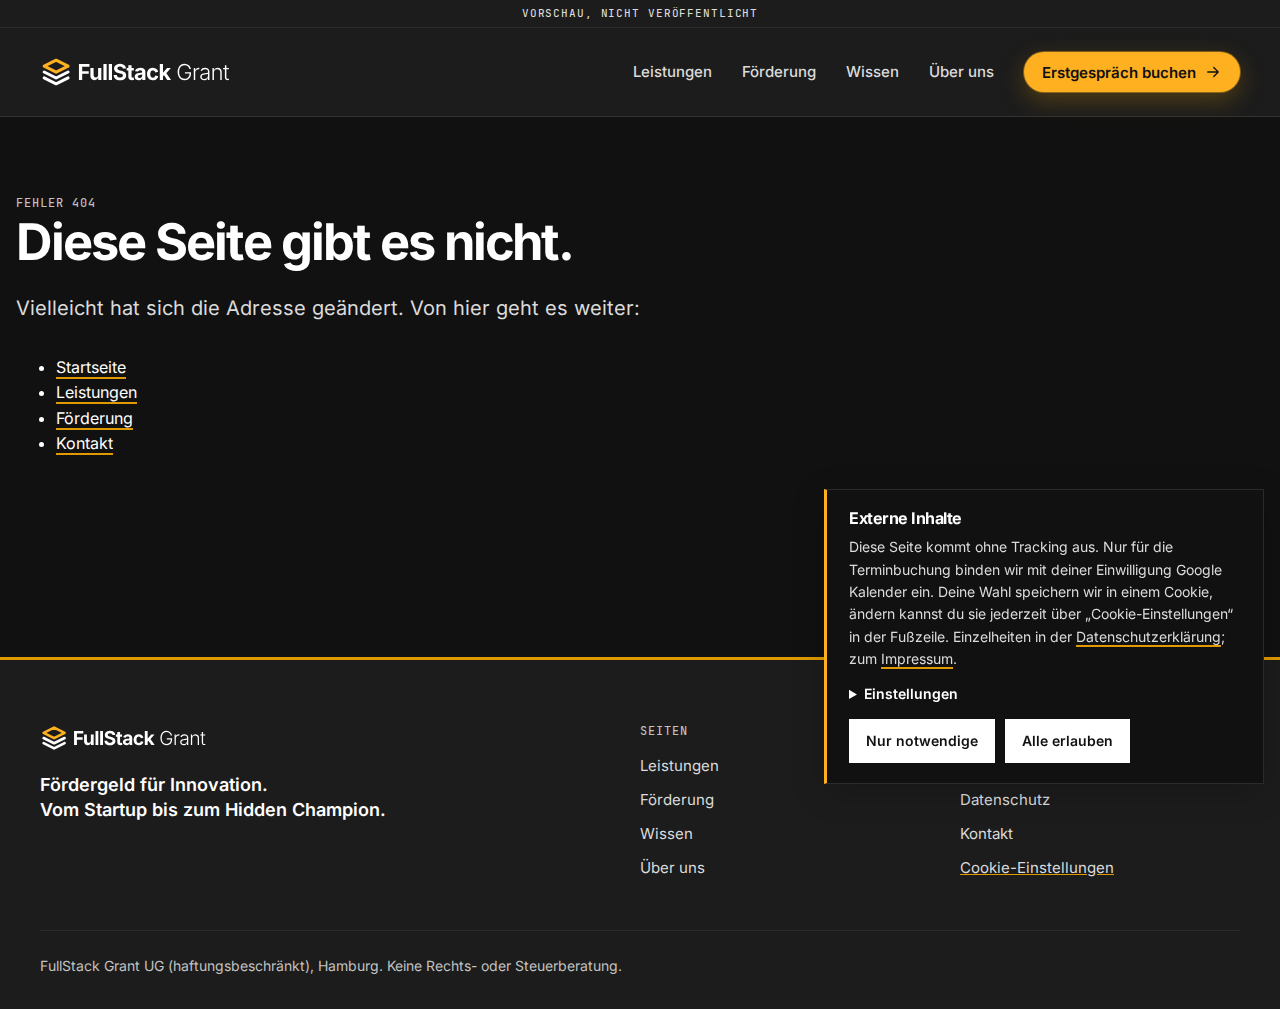 VORSCHAU, NICHT VERÖFFENTLICHT
FullStack Grant
Leistungen
Förderung
Wissen
Über uns
Erstgespräch buchen
FEHLER 404
Diese Seite gibt es nicht.
Vielleicht hat sich die Adresse geändert. Von hier geht es weiter:
Startseite
Leistungen
Förderung
Kontakt
Externe Inhalte
Diese Seite kommt ohne Tracking aus. Nur für die
Terminbuchung binden wir mit deiner Einwilligung Google
Kalender ein. Deine Wahl speichern wir in einem Cookie,
ändern kannst du sie jederzeit über „Cookie-Einstellungen“
in der Fußzeile. Einzelheiten in der Datenschutzerklärung;
zum Impressum.
Einstellungen
Nur notwendige
Alle erlauben
FullStack Grant
Fördergeld für Innovation.
Vom Startup bis zum Hidden Champion.
SEITEN
Leistungen
Förderung
Wissen
Über uns
Datenschutz
Kontakt
Cookie-Einstellungen
FullStack Grant UG (haftungsbeschränkt), Hamburg. Keine Rechts- oder Steuerberatung.